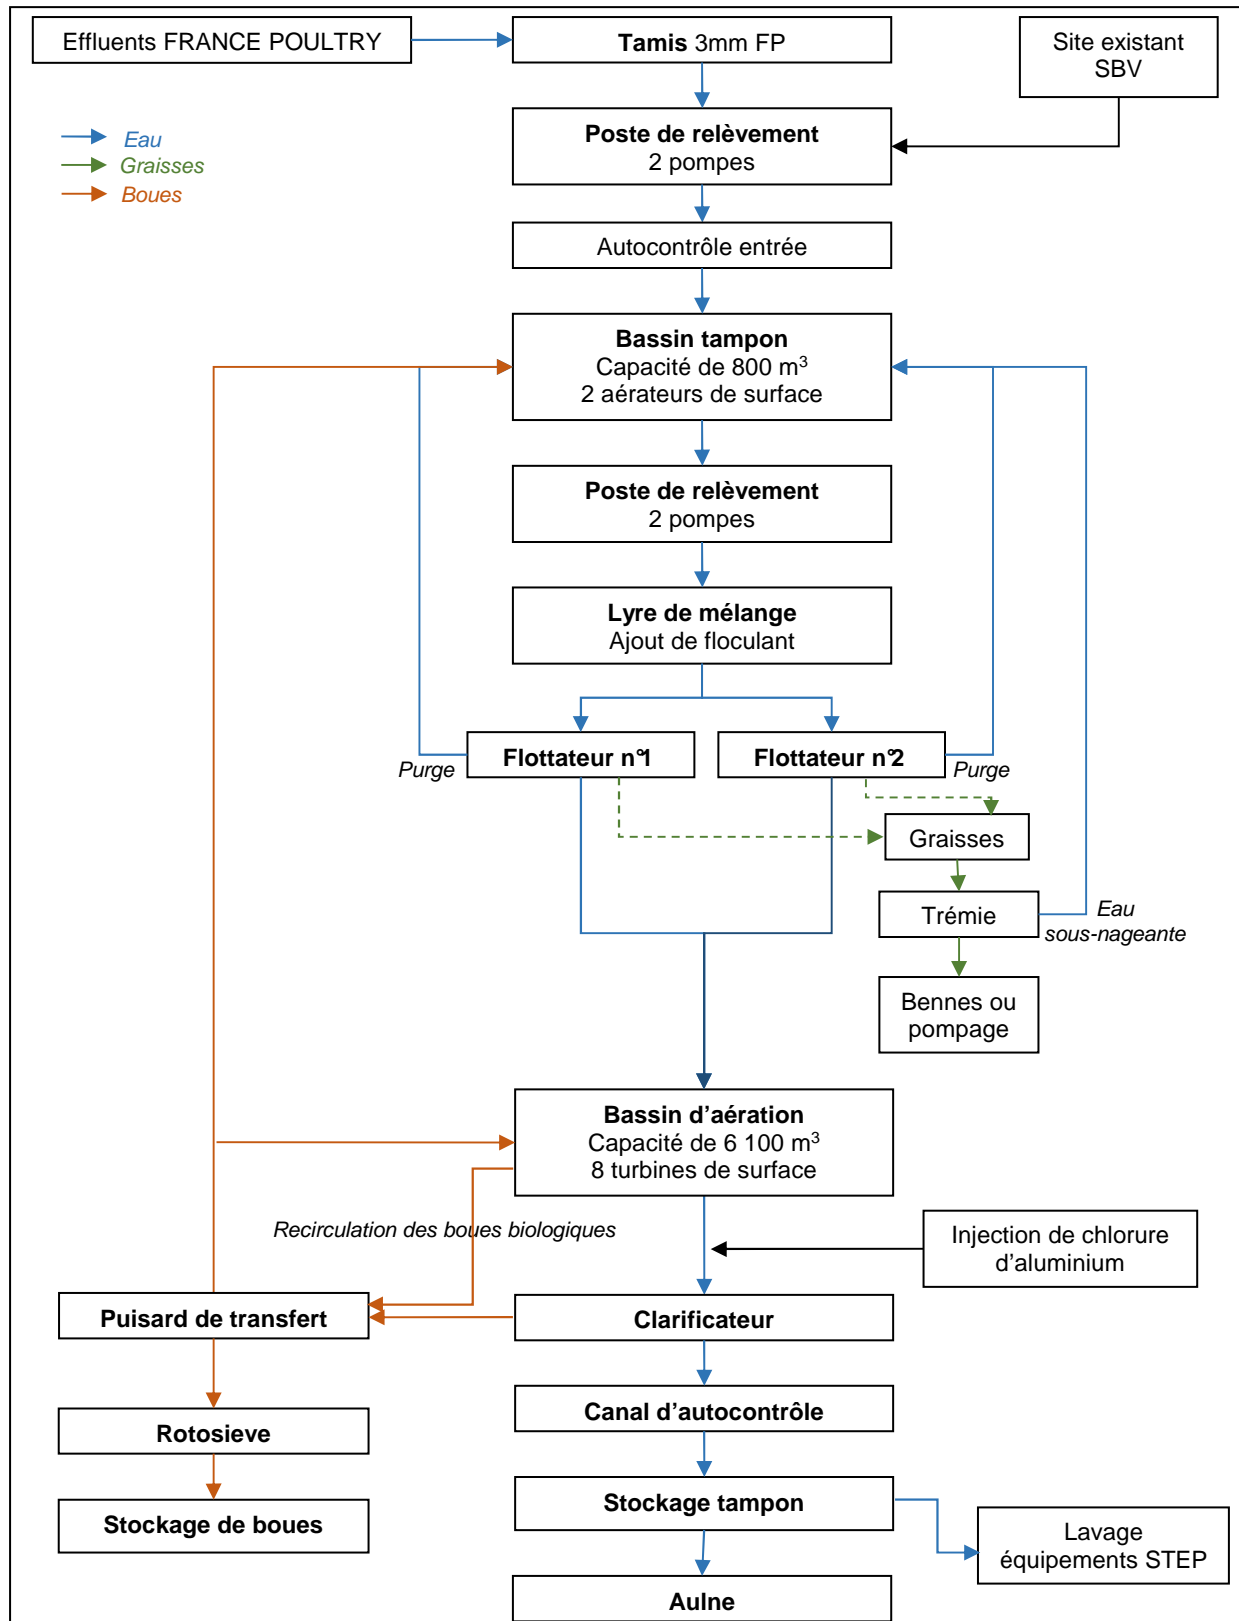 Effluents FRANCE POULTRY
Tamis 3mm FP
Site existant
SBV
Eau
Graisses
Boues
Poste de relèvement
2 pompes
Autocontrôle entrée
Bassin tampon
Capacité de 800 m³
2 aérateurs de surface
Poste de relèvement
2 pompes
Lyre de mélange
Ajout de floculant
Flottateur n°1
Flottateur n°2
Purge
Purge
Graisses
Trémie
Eau
sous-nageante
Bennes ou
pompage
Bassin d’aération
Capacité de 6 100 m³
8 turbines de surface
Recirculation des boues biologiques
Injection de chlorure
d’aluminium
Puisard de transfert
Clarificateur
Canal d’autocontrôle
Rotosieve
Stockage tampon
Stockage de boues
Lavage
équipements STEP
Aulne